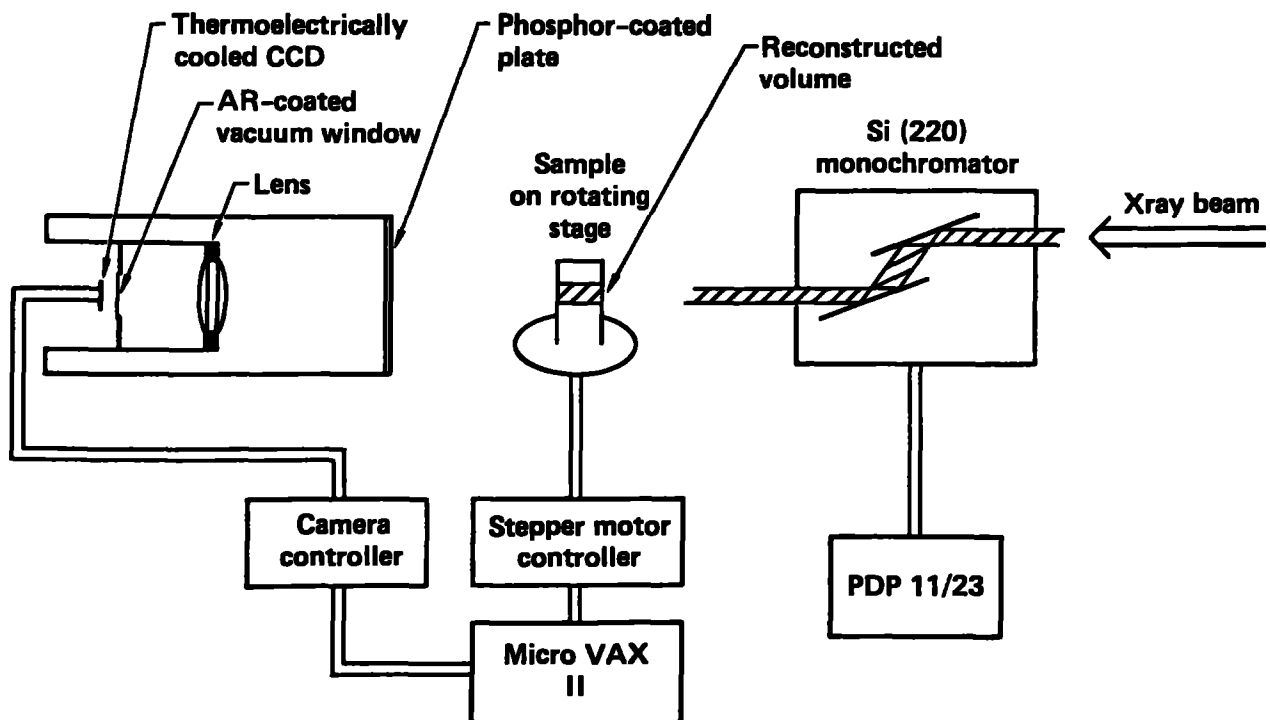 Thermoelectrically
cooled CCD
AR-coated
vacuum window
Lens
Phosphor-coated
plate
Reconstructed
volume
Sample
on rotating
stage
Si (220)
monochromator
Xray beam
Camera
controller
Stepper motor
controller
PDP 11/23
Micro VAX
II